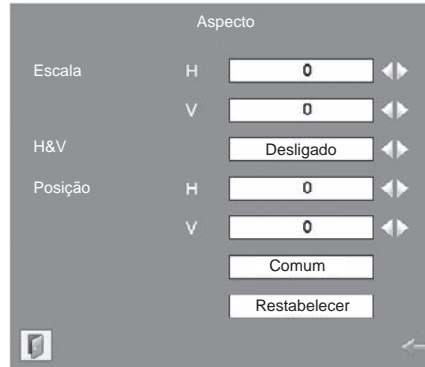 Aspecto
Escala H 0
V 0
H&V Desligado
Posição H 0
V 0
Comum
Restabelecer